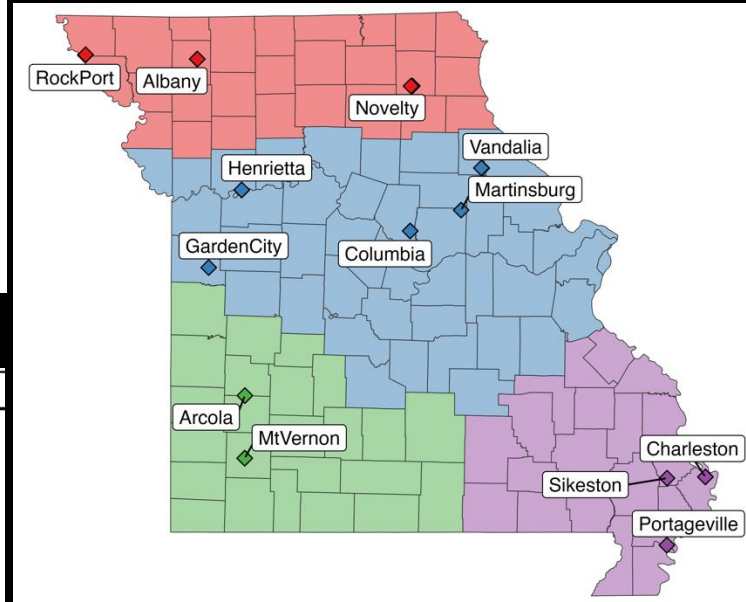 RockPort
Albany
Novelty
Vandalia
Henrietta
Martinsburg
GardenCity
Columbia
Arcola
MtVernon
Charleston
Sikeston
Portageville